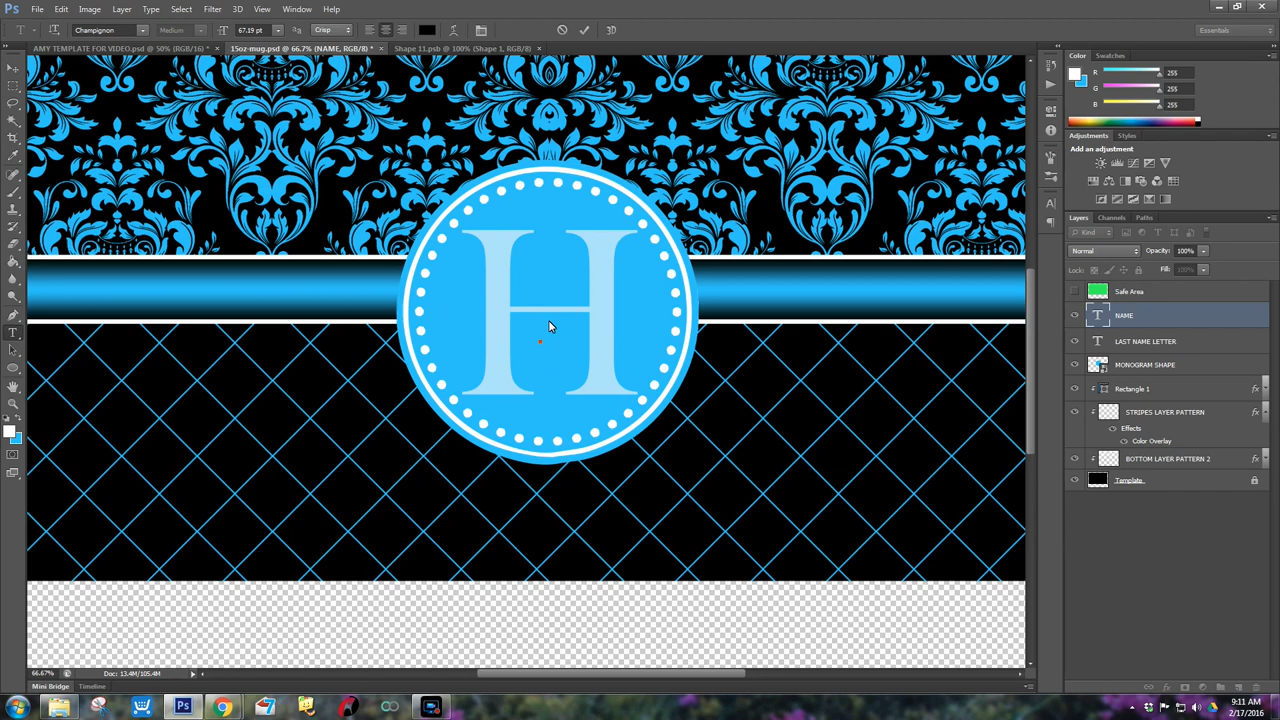 Ps File Edit Image Layer Type Select Filter 3D View Window Help
Champignon Medium 67.19 pt Crisp 3D Essentials
AMY TEMPLATE FOR VIDEO.psd @ 50% (RGB/16) * × 15oz-mug.psd @ 66.7% (NAME, RGB/8) * × Shape 11.psb @ 100% (Shape 1, RGB/8) ×
Color Swatches
R 255
G 255
B 255
Adjustments Styles
Add an adjustment
Layers Channels Paths
Kind
Normal Opacity: 100%
Lock: Fill: 100%
Safe Area
T NAME
T LAST NAME LETTER
MONOGRAM SHAPE
Rectangle 1 fx
STRIPES LAYER PATTERN fx
Effects
Color Overlay
BOTTOM LAYER PATTERN 2
Template
H
66.67% Doc: 13.4M/105.4M
Mini Bridge Timeline
Ps
9:11 AM
2/17/2016